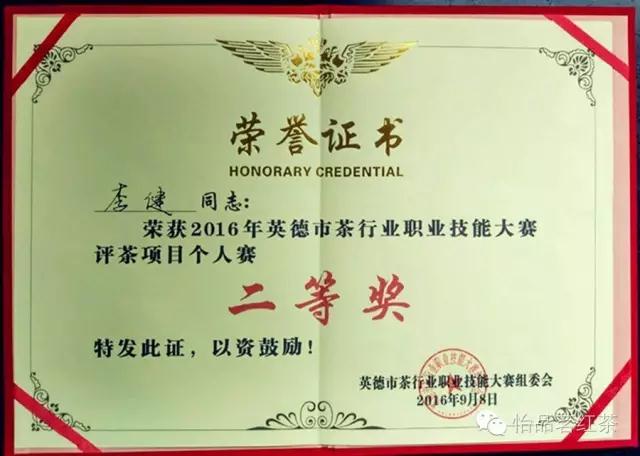 荣誉证书
HONORARY CREDENTIAL
李健 同志：
荣获2016年英德市茶行业职业技能大赛
评茶项目个人赛
二等奖
特发此证，以资鼓励！
英德市茶行业职业技能大赛组委会
2016年9月8日
怡品茗红茶